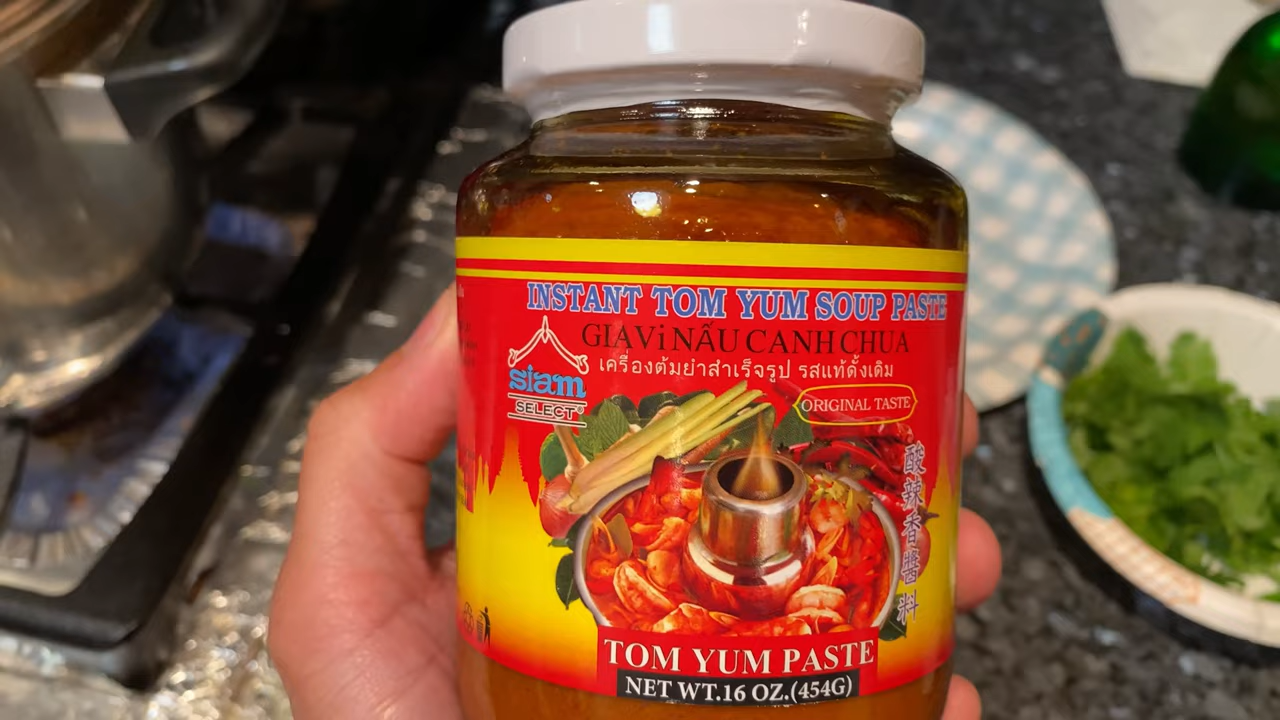 INSTANT TOM YUM SOUP PASTE
GIA Vi NẤU CANH CHUA
เครื่องต้มยำสำเร็จรูป รสแท้ดั้งเดิม
siam
SELECT®
ORIGINAL TASTE
酸辣香醬料
TOM YUM PASTE
NET WT.16 OZ.(454G)